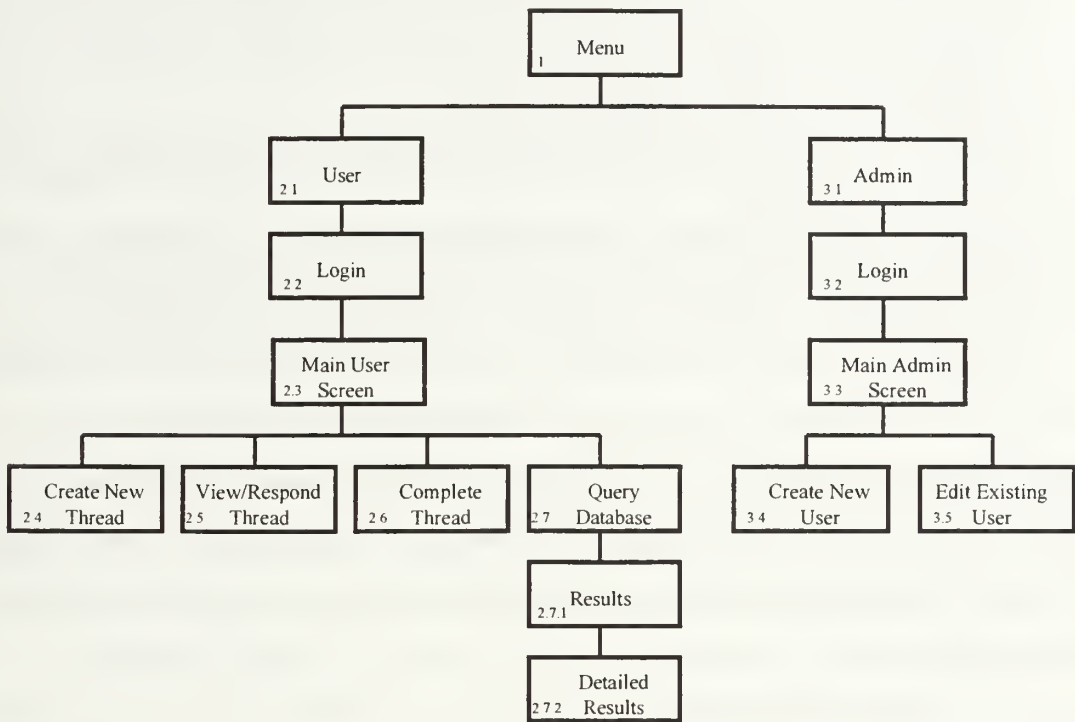 Menu
1
User
2 1
Admin
3 1
Login
2 2
Login
3 2
Main User
2.3 Screen
Main Admin
3 3 Screen
Create New
2 4 Thread
View/Respond
2 5 Thread
Complete
2 6 Thread
Query
2 7 Database
Create New
3 4 User
Edit Existing
3.5 User
Results
2.7.1
Detailed
2 7 2 Results